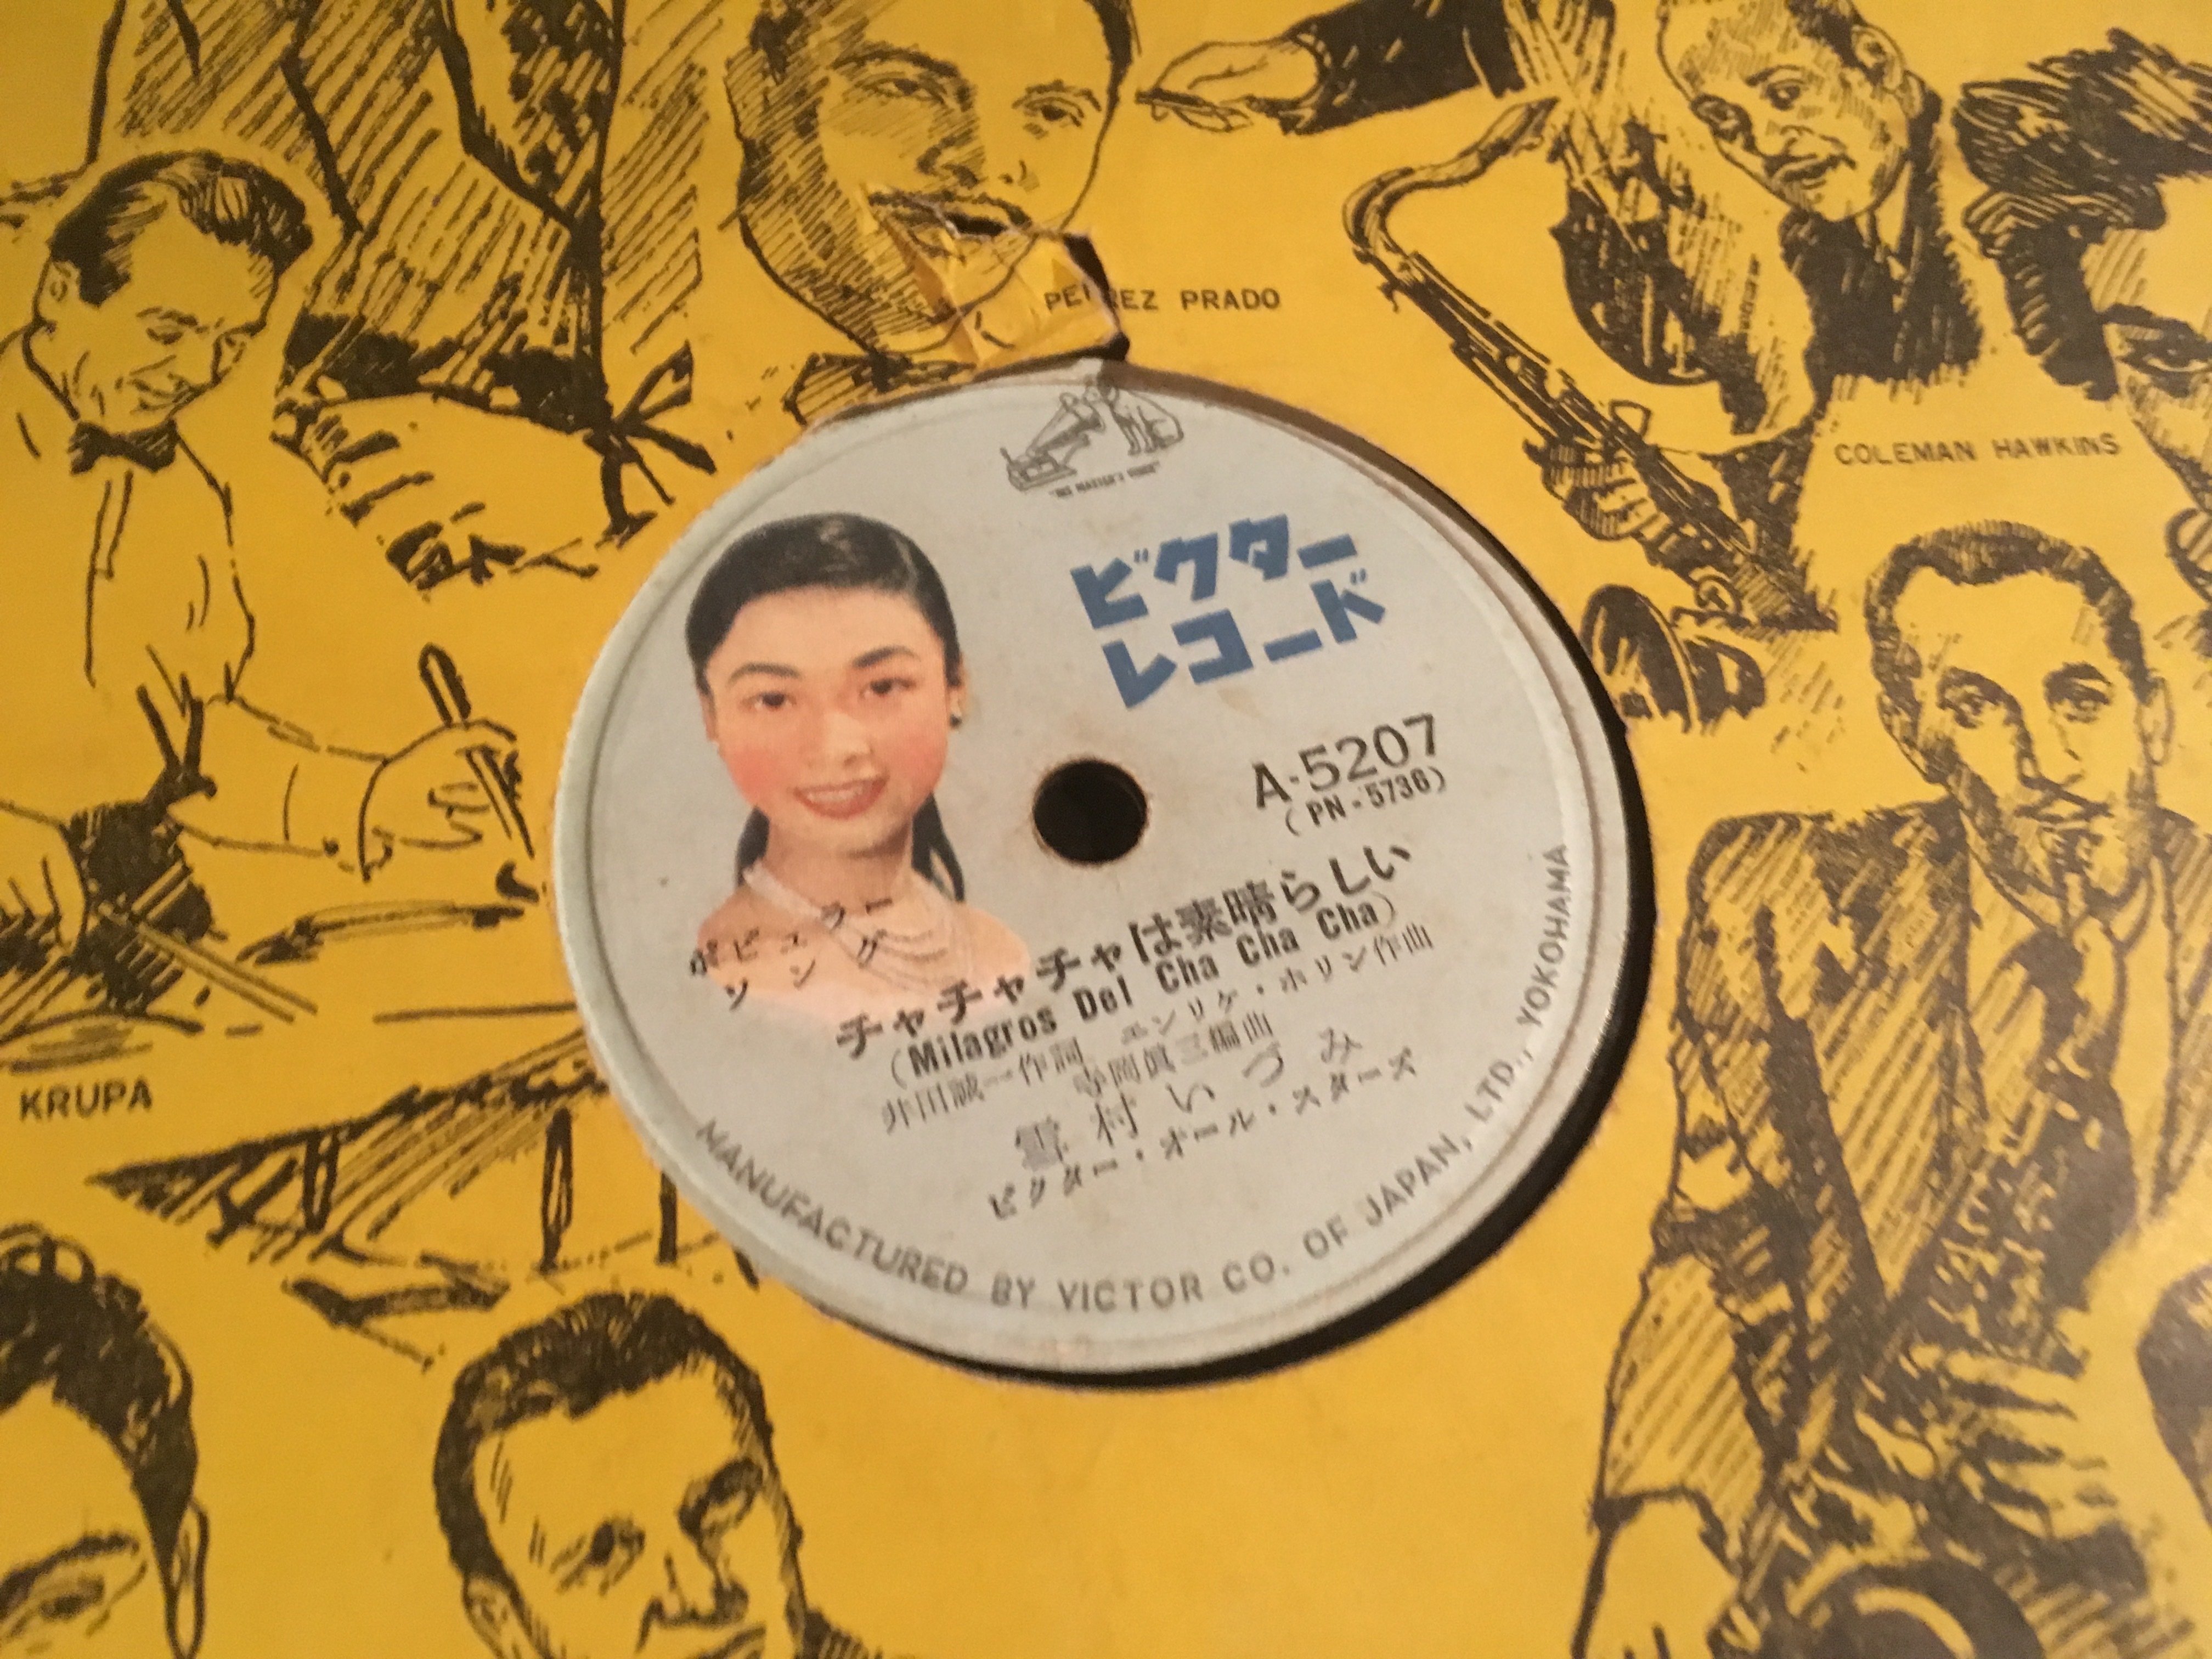 PEREZ PRADO
COLEMAN HAWKINS
KRUPA
"HIS MASTER'S VOICE"
ビクター
レコード
A-5207
(PN-5736)
ポピュラー
ソング
チャチャチャは素晴らしい
(Milagros Del Cha Cha Cha)
井田誠一作詞 エンリケ・ホリン作曲
寺岡眞三編曲
雪村いづみ
ビクター・オール・スターズ
MANUFACTURED BY VICTOR CO. OF JAPAN, LTD., YOKOHAMA